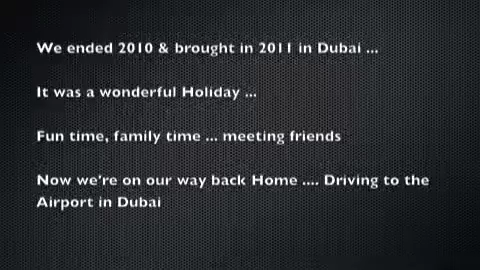 We ended 2010 & brought in 2011 in Dubai ...
It was a wonderful Holiday ...
Fun time, family time ... meeting friends
Now we're on our way back Home .... Driving to the
Airport in Dubai